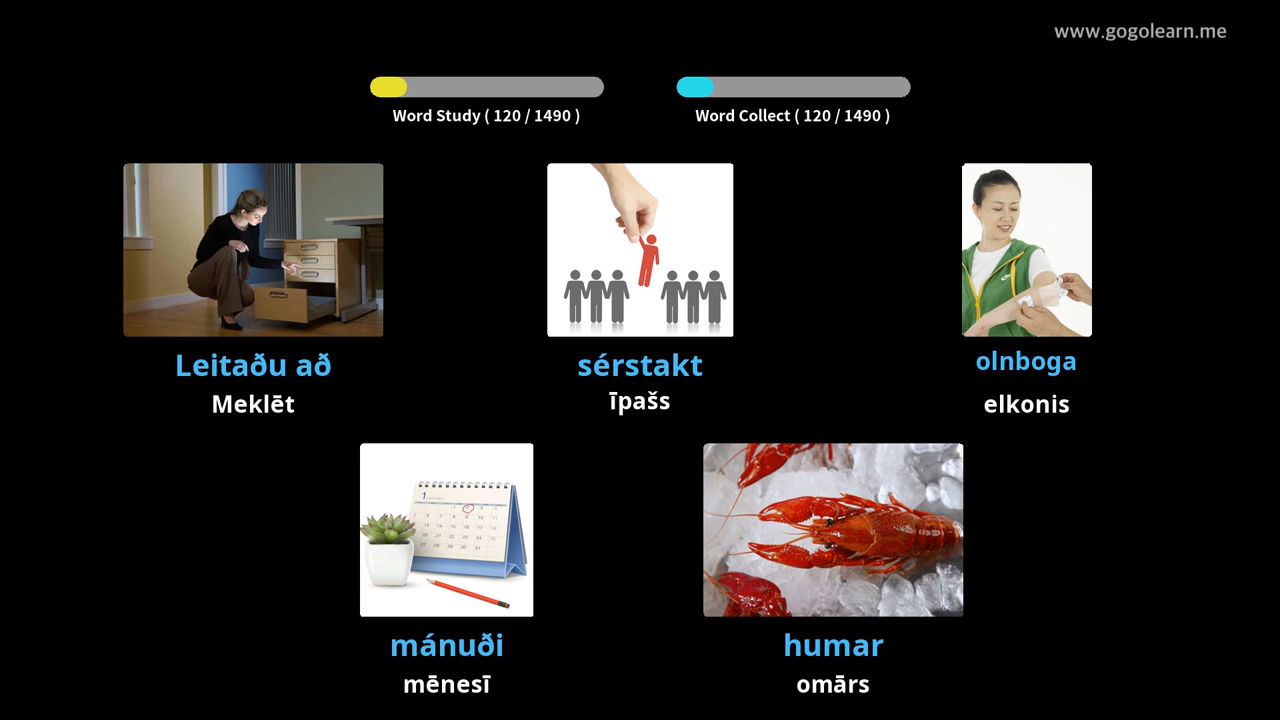 www.gogolearn.me
Word Study ( 120 / 1490 )
Word Collect ( 120 / 1490 )
Leitaðu að
Meklēt
sérstakt
īpašs
olnboga
elkonis
mánuði
mēnesī
humar
omārs